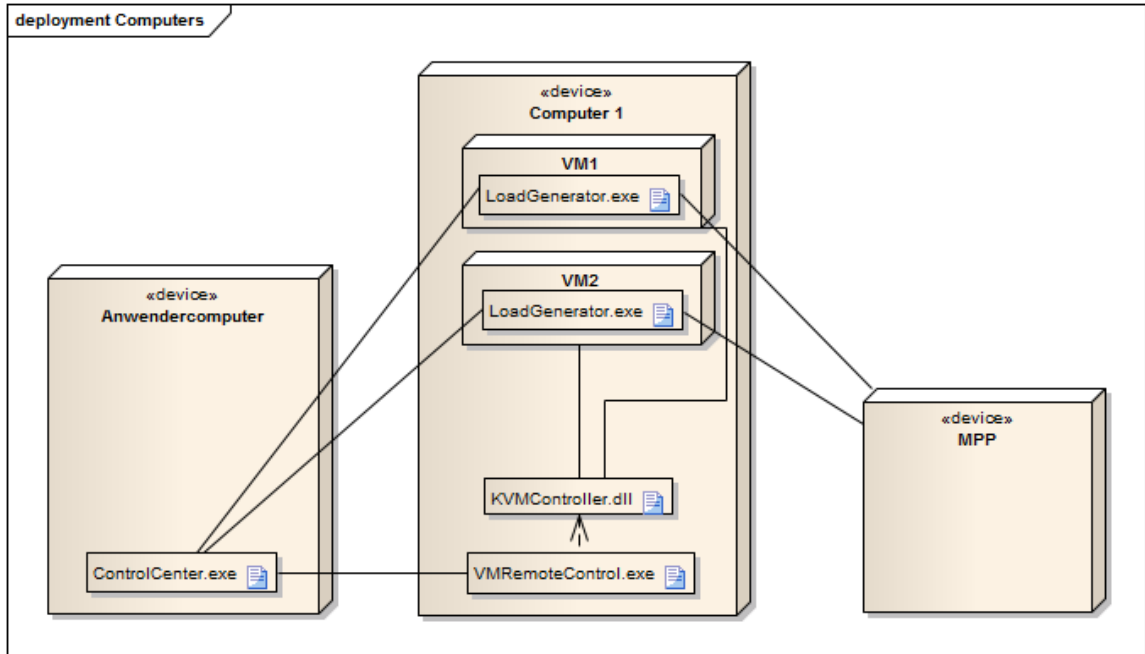 deployment Computers
«device»
Computer 1
VM1
LoadGenerator.exe
VM2
LoadGenerator.exe
«device»
Anwendercomputer
«device»
MPP
KVMController.dll
ControlCenter.exe
VMRemoteControl.exe